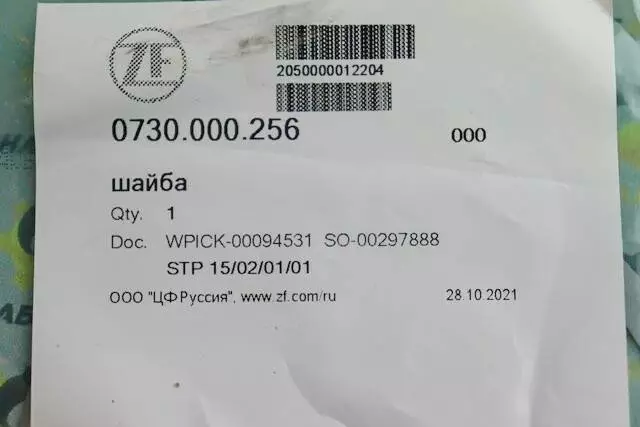 ZF
2050000012204
0730.000.256 000
шайба
Qty. 1
Doc. WPICK-00094531 SO-00297888
STP 15/02/01/01
ООО "ЦФ Руссия", www.zf.com/ru 28.10.2021